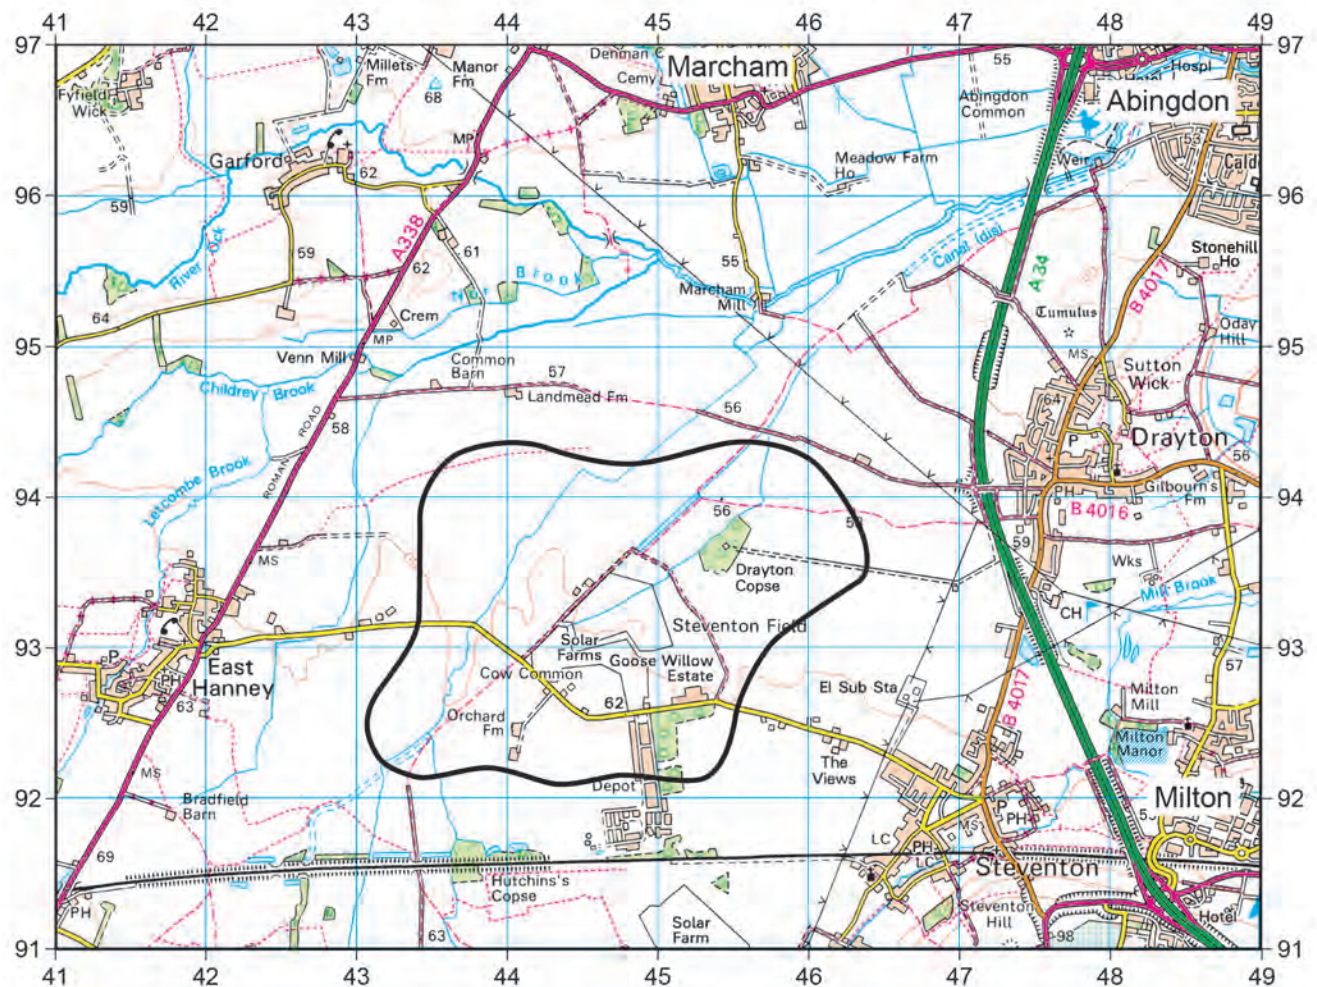 41 42 43 44 45 46 47 48 49
97 97
Millets
Fm
Manor
Fm
68
Denman C
Cemy
Marcham
55
Hospl
Fyfield
Wick
Abingdon
Common
Abingdon
MP
53
Garford
62
Meadow Farm
Ho
Weir
Cald
96 96
59
A338
River Ock
59
62
61
Brook
55
Canal (dis)
A34
B 4017
Stonehill
Ho
Marcham
Mill
64
Crem
MP
Tumulus
MS
Oday
Hill
95 95
Venn Mill
Common
Barn
Childrey Brook
57
Landmead Fm
56
Sutton
Wick
64
P
Drayton
58
ROMAN ROAD
56
Letcombe Brook
94 94
PH
Gilbourn's
Fm
B 4016
56
MS
59
Drayton
Copse
Wks
Mill Brook
CH
Steventon Field
93 93
Solar
Farms
Goose Willow
Estate
P
East
Hanney
PH
63
Cow Common
57
El Sub Sta
B 4017
Milton
Mill
Orchard
Fm
62
Milton
Manor
The
Views
MS
Depot
92 92
Bradfield
Barn
P
PH
MS
Milton
LC
PH
LC
69
Steventon
Hutchins's
Copse
PH
Steventon
Hill
Hotel
Solar
Farm
63
98
91 91
41 42 43 44 45 46 47 48 49